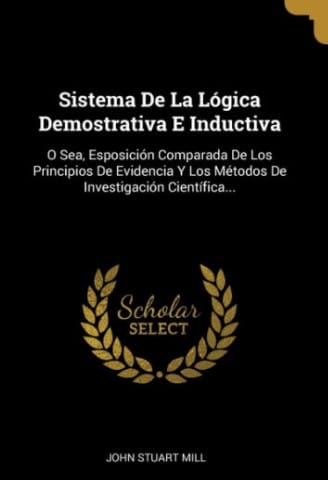 Sistema De La Lógica
Demostrativa E Inductiva
O Sea, Esposición Comparada De Los
Principios De Evidencia Y Los Métodos De
Investigación Científica...
Scholar
SELECT
JOHN STUART MILL